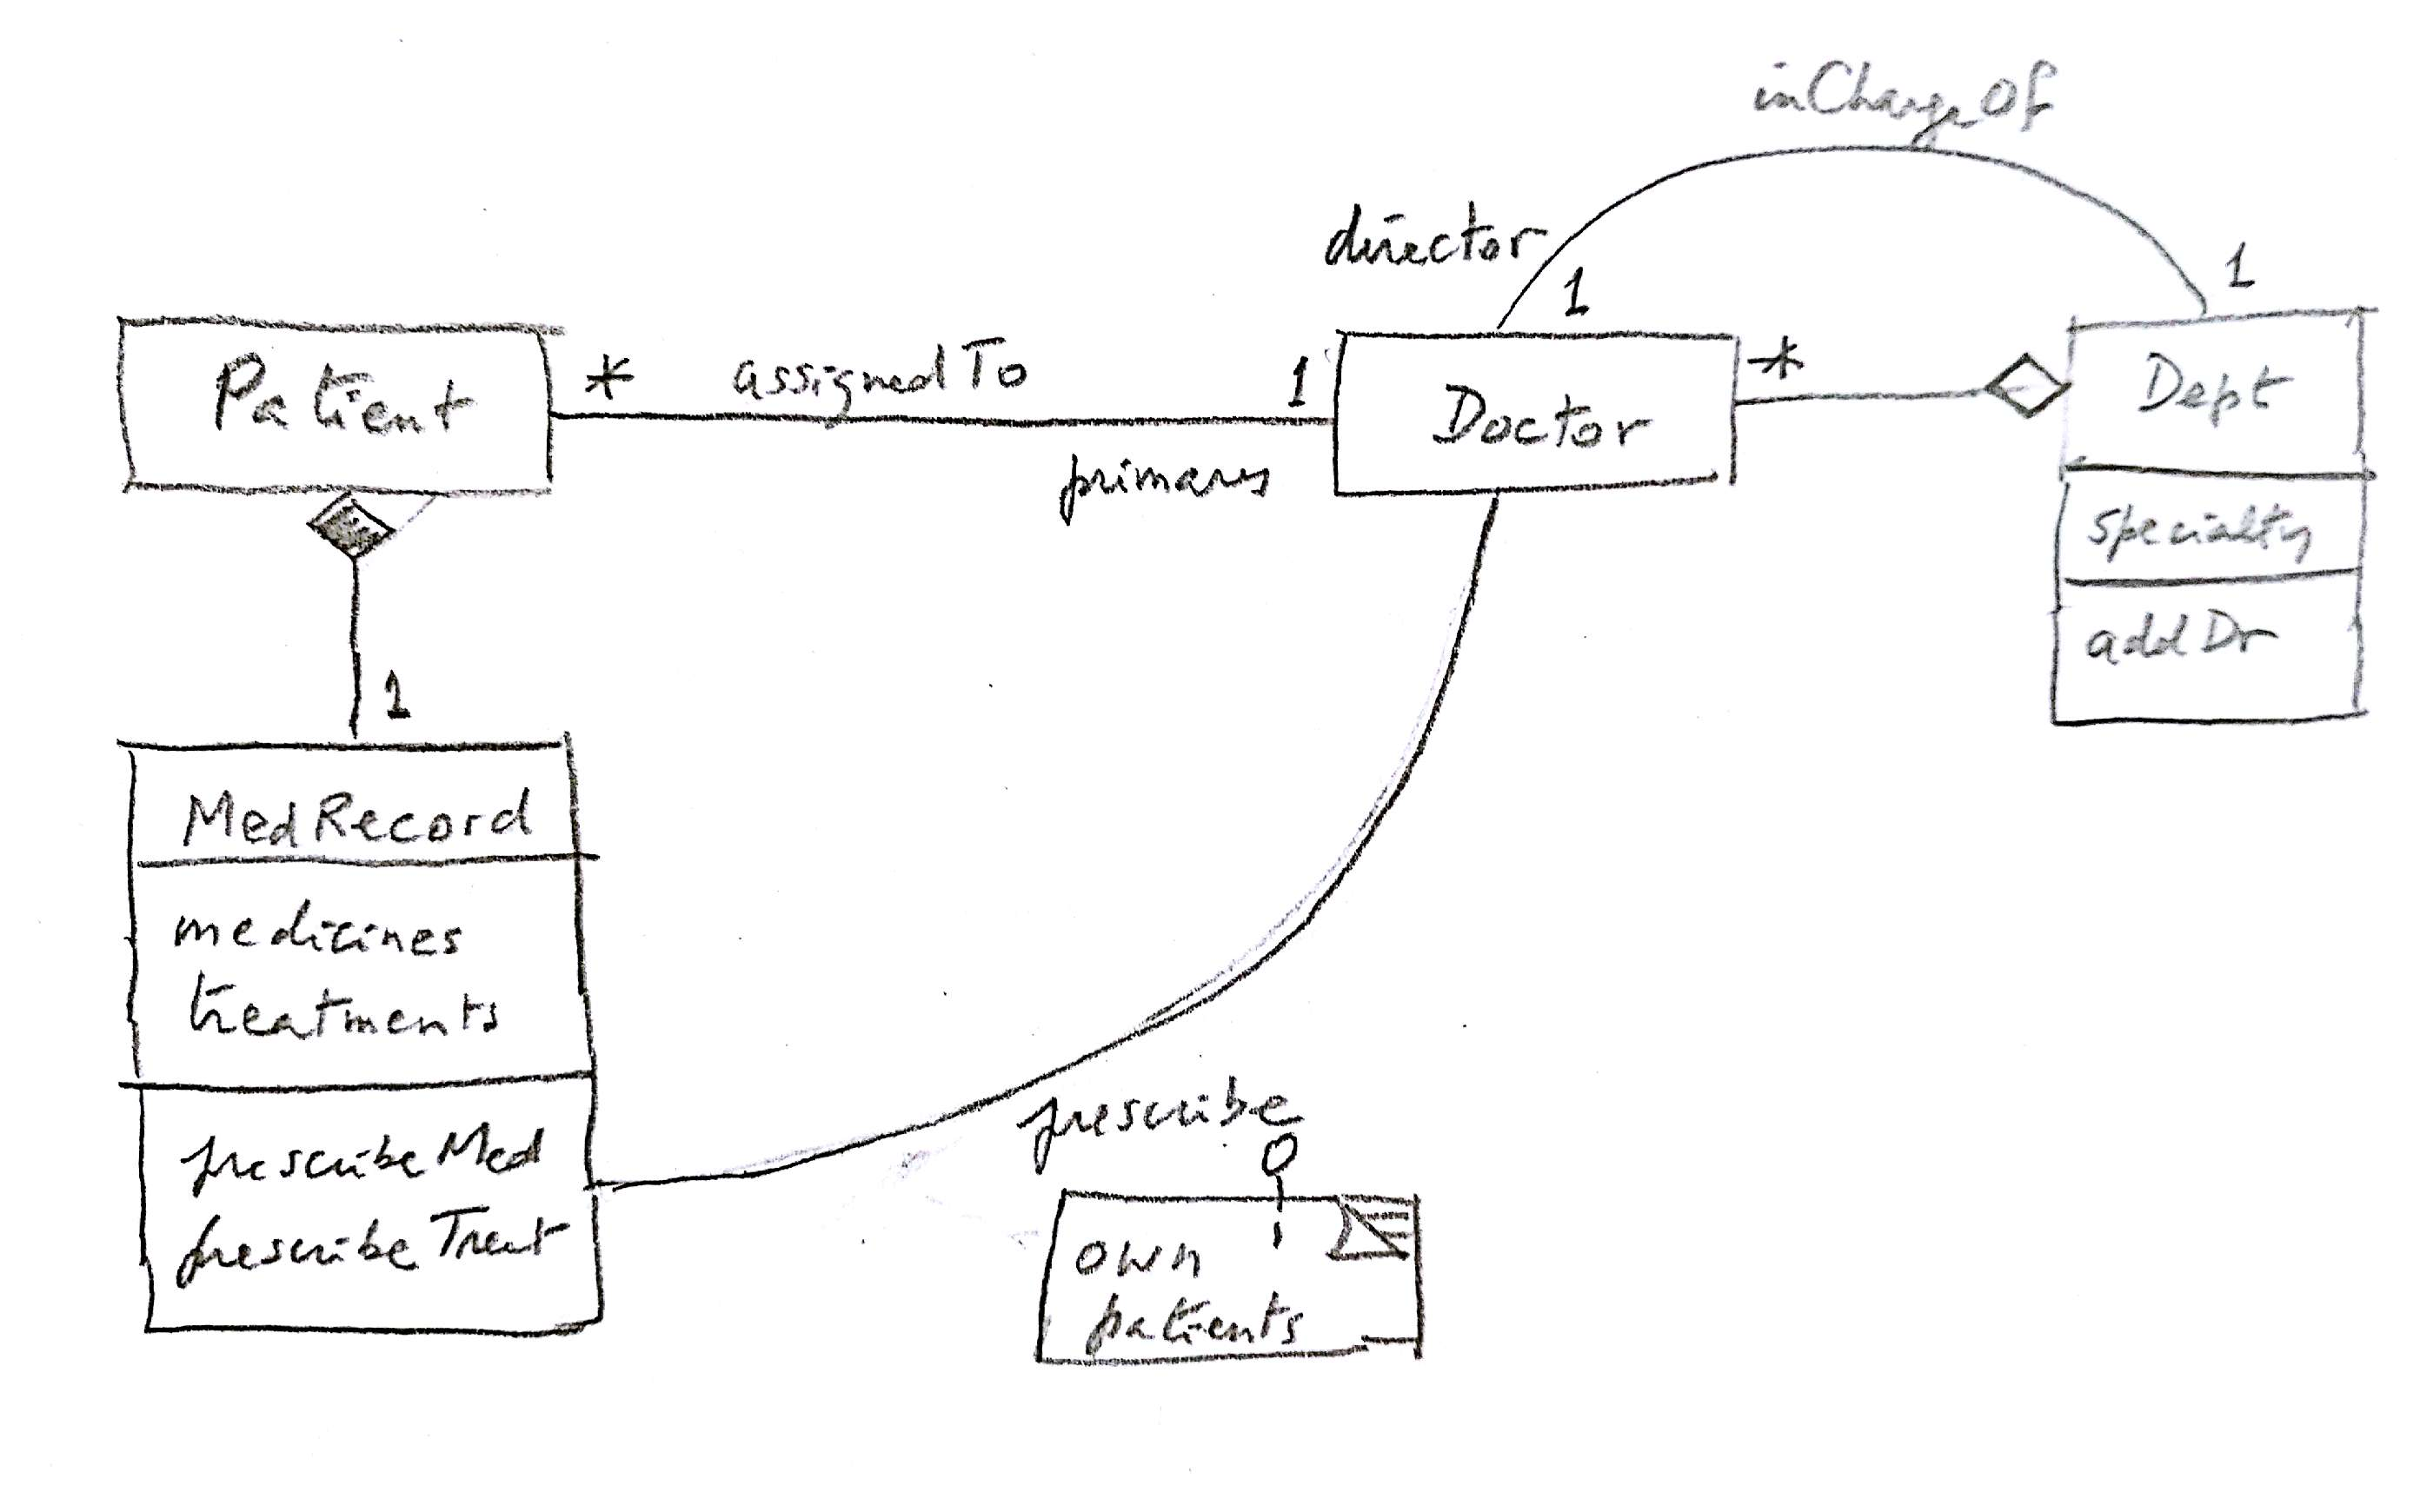 inChargeOf
director
1
1
Patient
*
assignedTo
1
primary
Doctor
*
Dept
specialty
addDr
1
MedRecord
medicines
treatments
prescribeMed
prescribeTreat
prescribe
own
patients